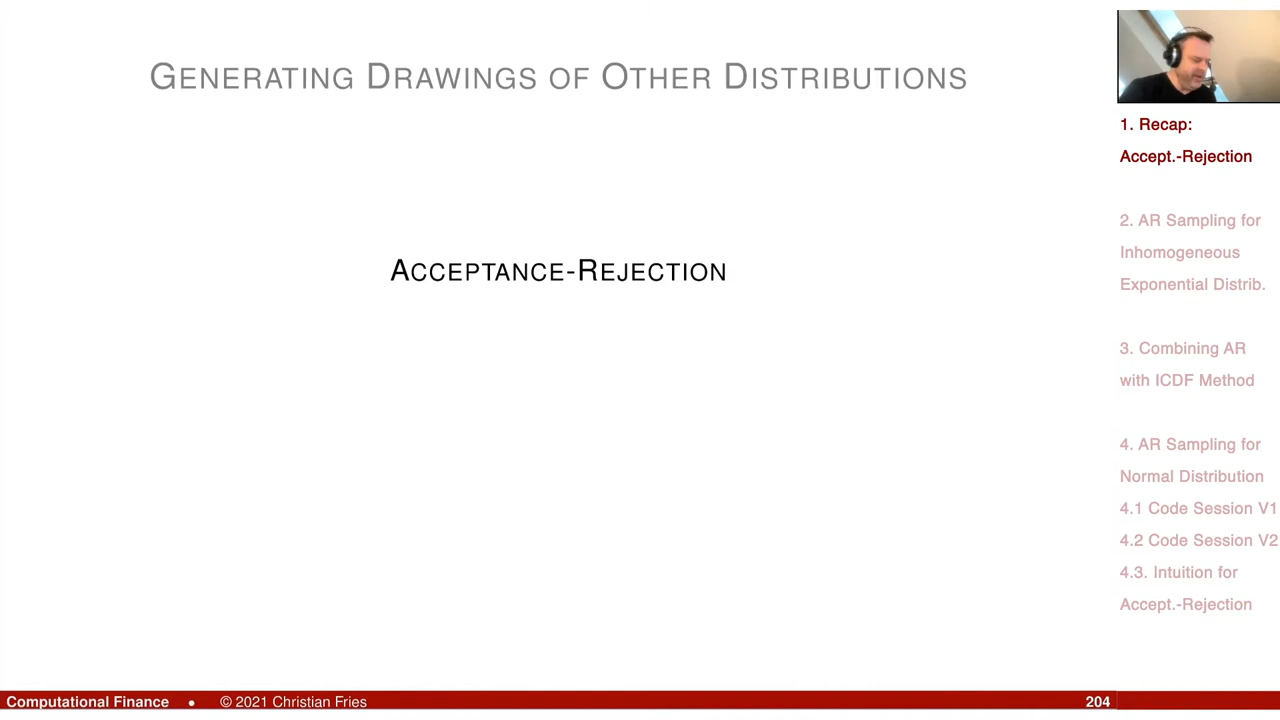 GENERATING DRAWINGS OF OTHER DISTRIBUTIONS
ACCEPTANCE-REJECTION
1. Recap:
Accept.-Rejection
2. AR Sampling for
Inhomogeneous
Exponential Distrib.
3. Combining AR
with ICDF Method
4. AR Sampling for
Normal Distribution
4.1 Code Session V1
4.2 Code Session V2
4.3. Intuition for
Accept.-Rejection
Computational Finance • © 2021 Christian Fries 204